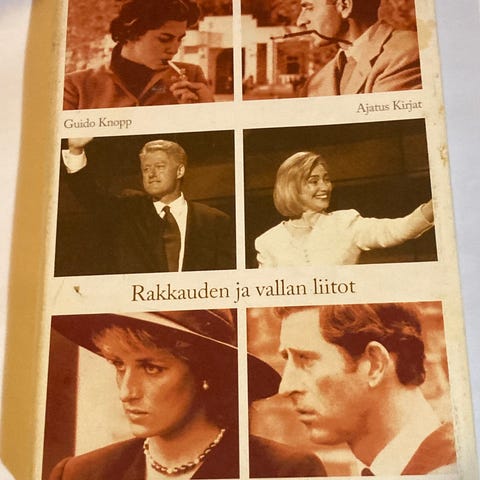 Guido Knopp
Ajatus Kirjat
Rakkauden ja vallan liitot